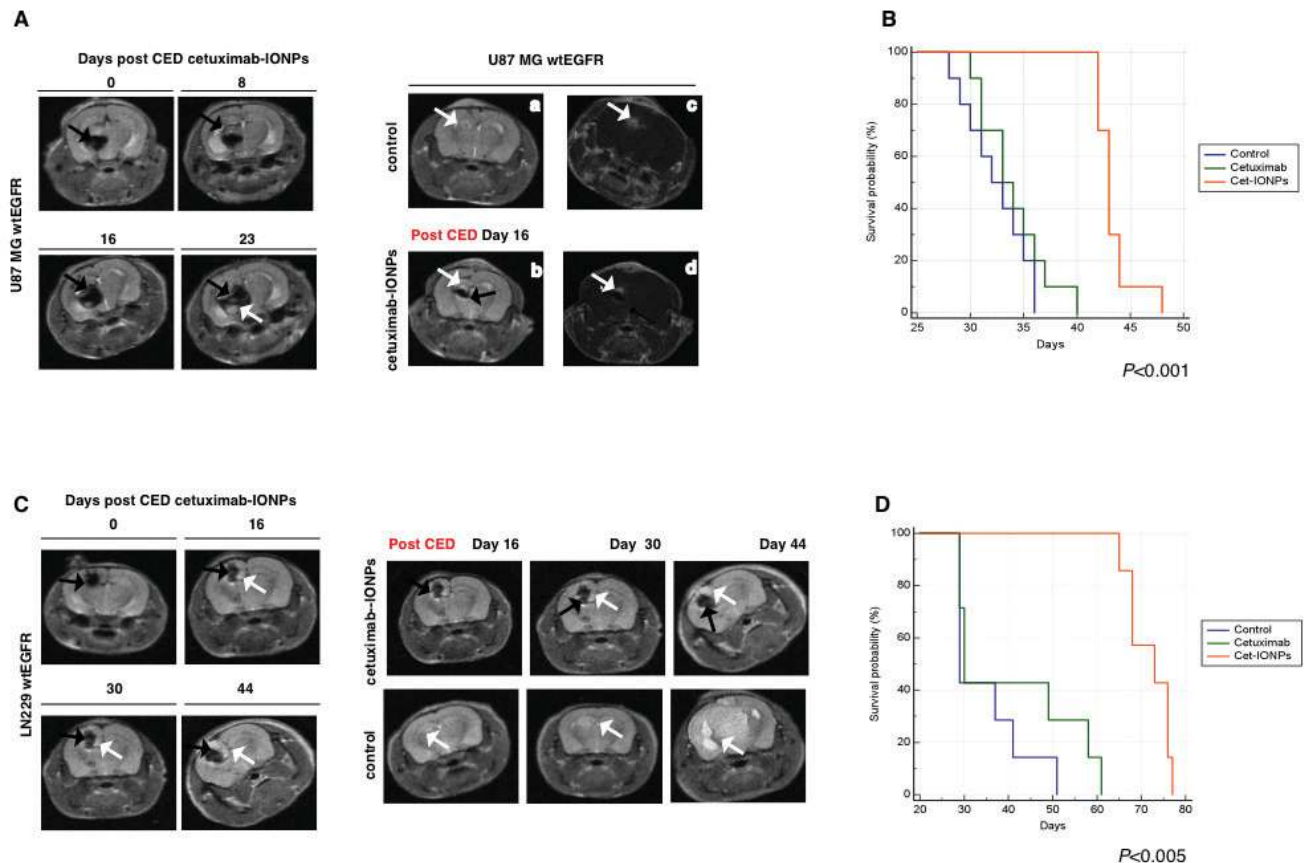 A
Days post CED cetuximab-IONPs
0
8
16
23
U87 MG wtEGFR
U87 MG wtEGFR
control
a
c
Post CED Day 16
cetuximab-IONPs
b
d
B
Survival probability (%)
100
80
60
40
20
0
25
30
35
40
45
50
Days
Control
Cetuximab
Cet-IONPs
P<0.001
C
Days post CED cetuximab-IONPs
0
16
30
44
LN229 wtEGFR
Post CED Day 16
Day 30
Day 44
cetuximab--IONPs
control
D
Survival probability (%)
100
80
60
40
20
0
20
30
40
50
60
70
80
Days
Control
Cetuximab
Cet-IONPs
P<0.005